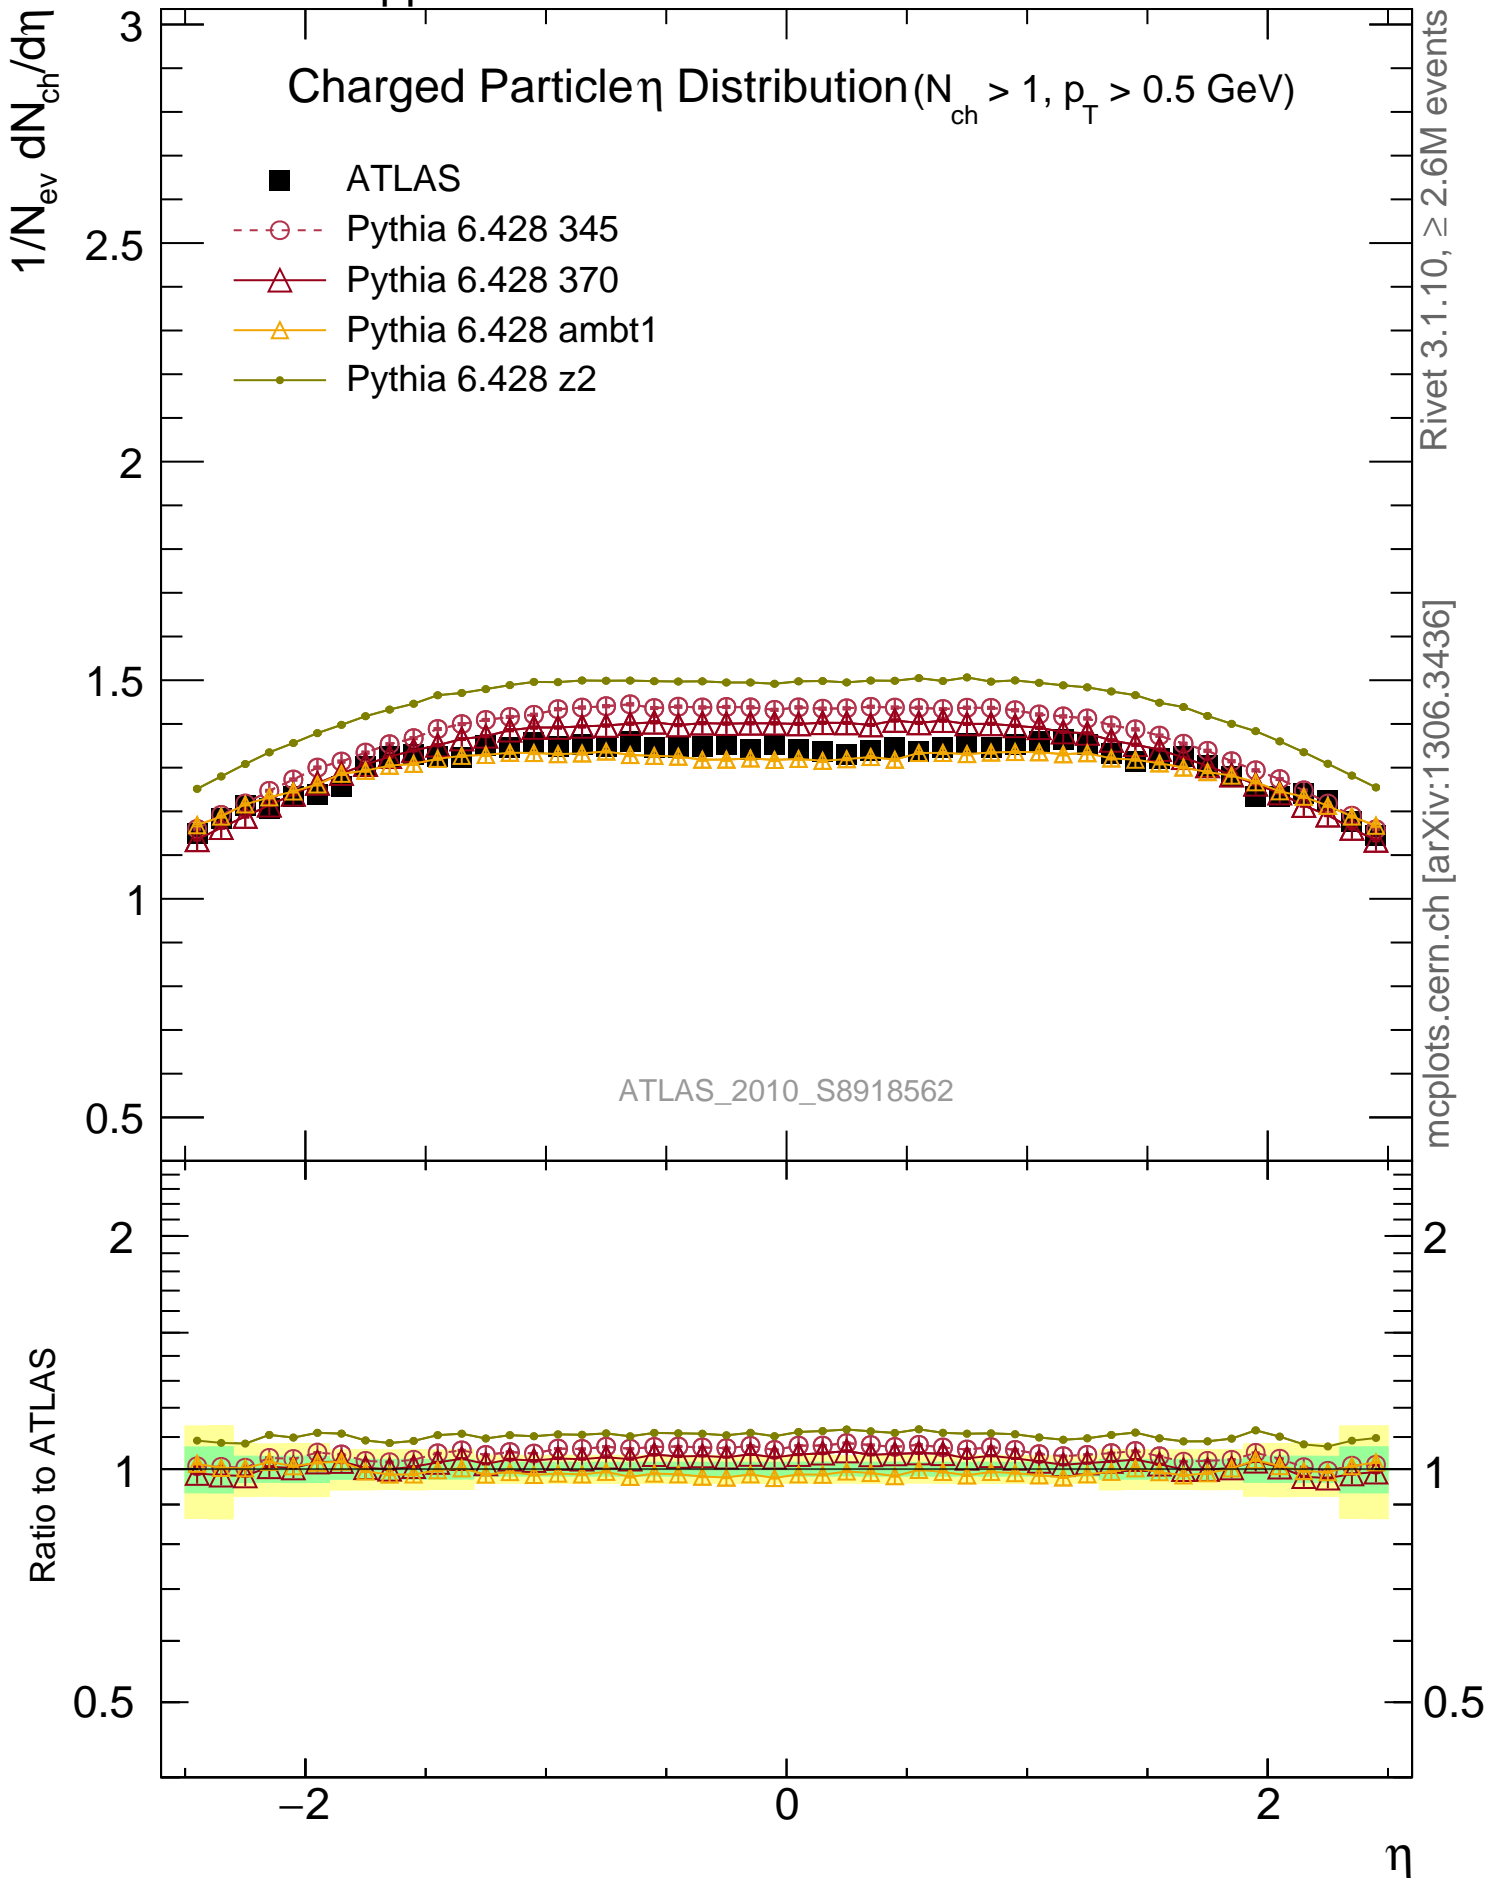 1/N_ev dN_ch/dη
Charged Particle η Distribution (N_ch > 1, p_T > 0.5 GeV)
ATLAS
Pythia 6.428 345
Pythia 6.428 370
Pythia 6.428 ambt1
Pythia 6.428 z2
3
2.5
2
1.5
1
0.5
ATLAS_2010_S8918562
Rivet 3.1.10, ≥ 2.6M events
mcplots.cern.ch [arXiv:1306.3436]
Ratio to ATLAS
2
1
0.5
2
1
0.5
−2
0
2
η